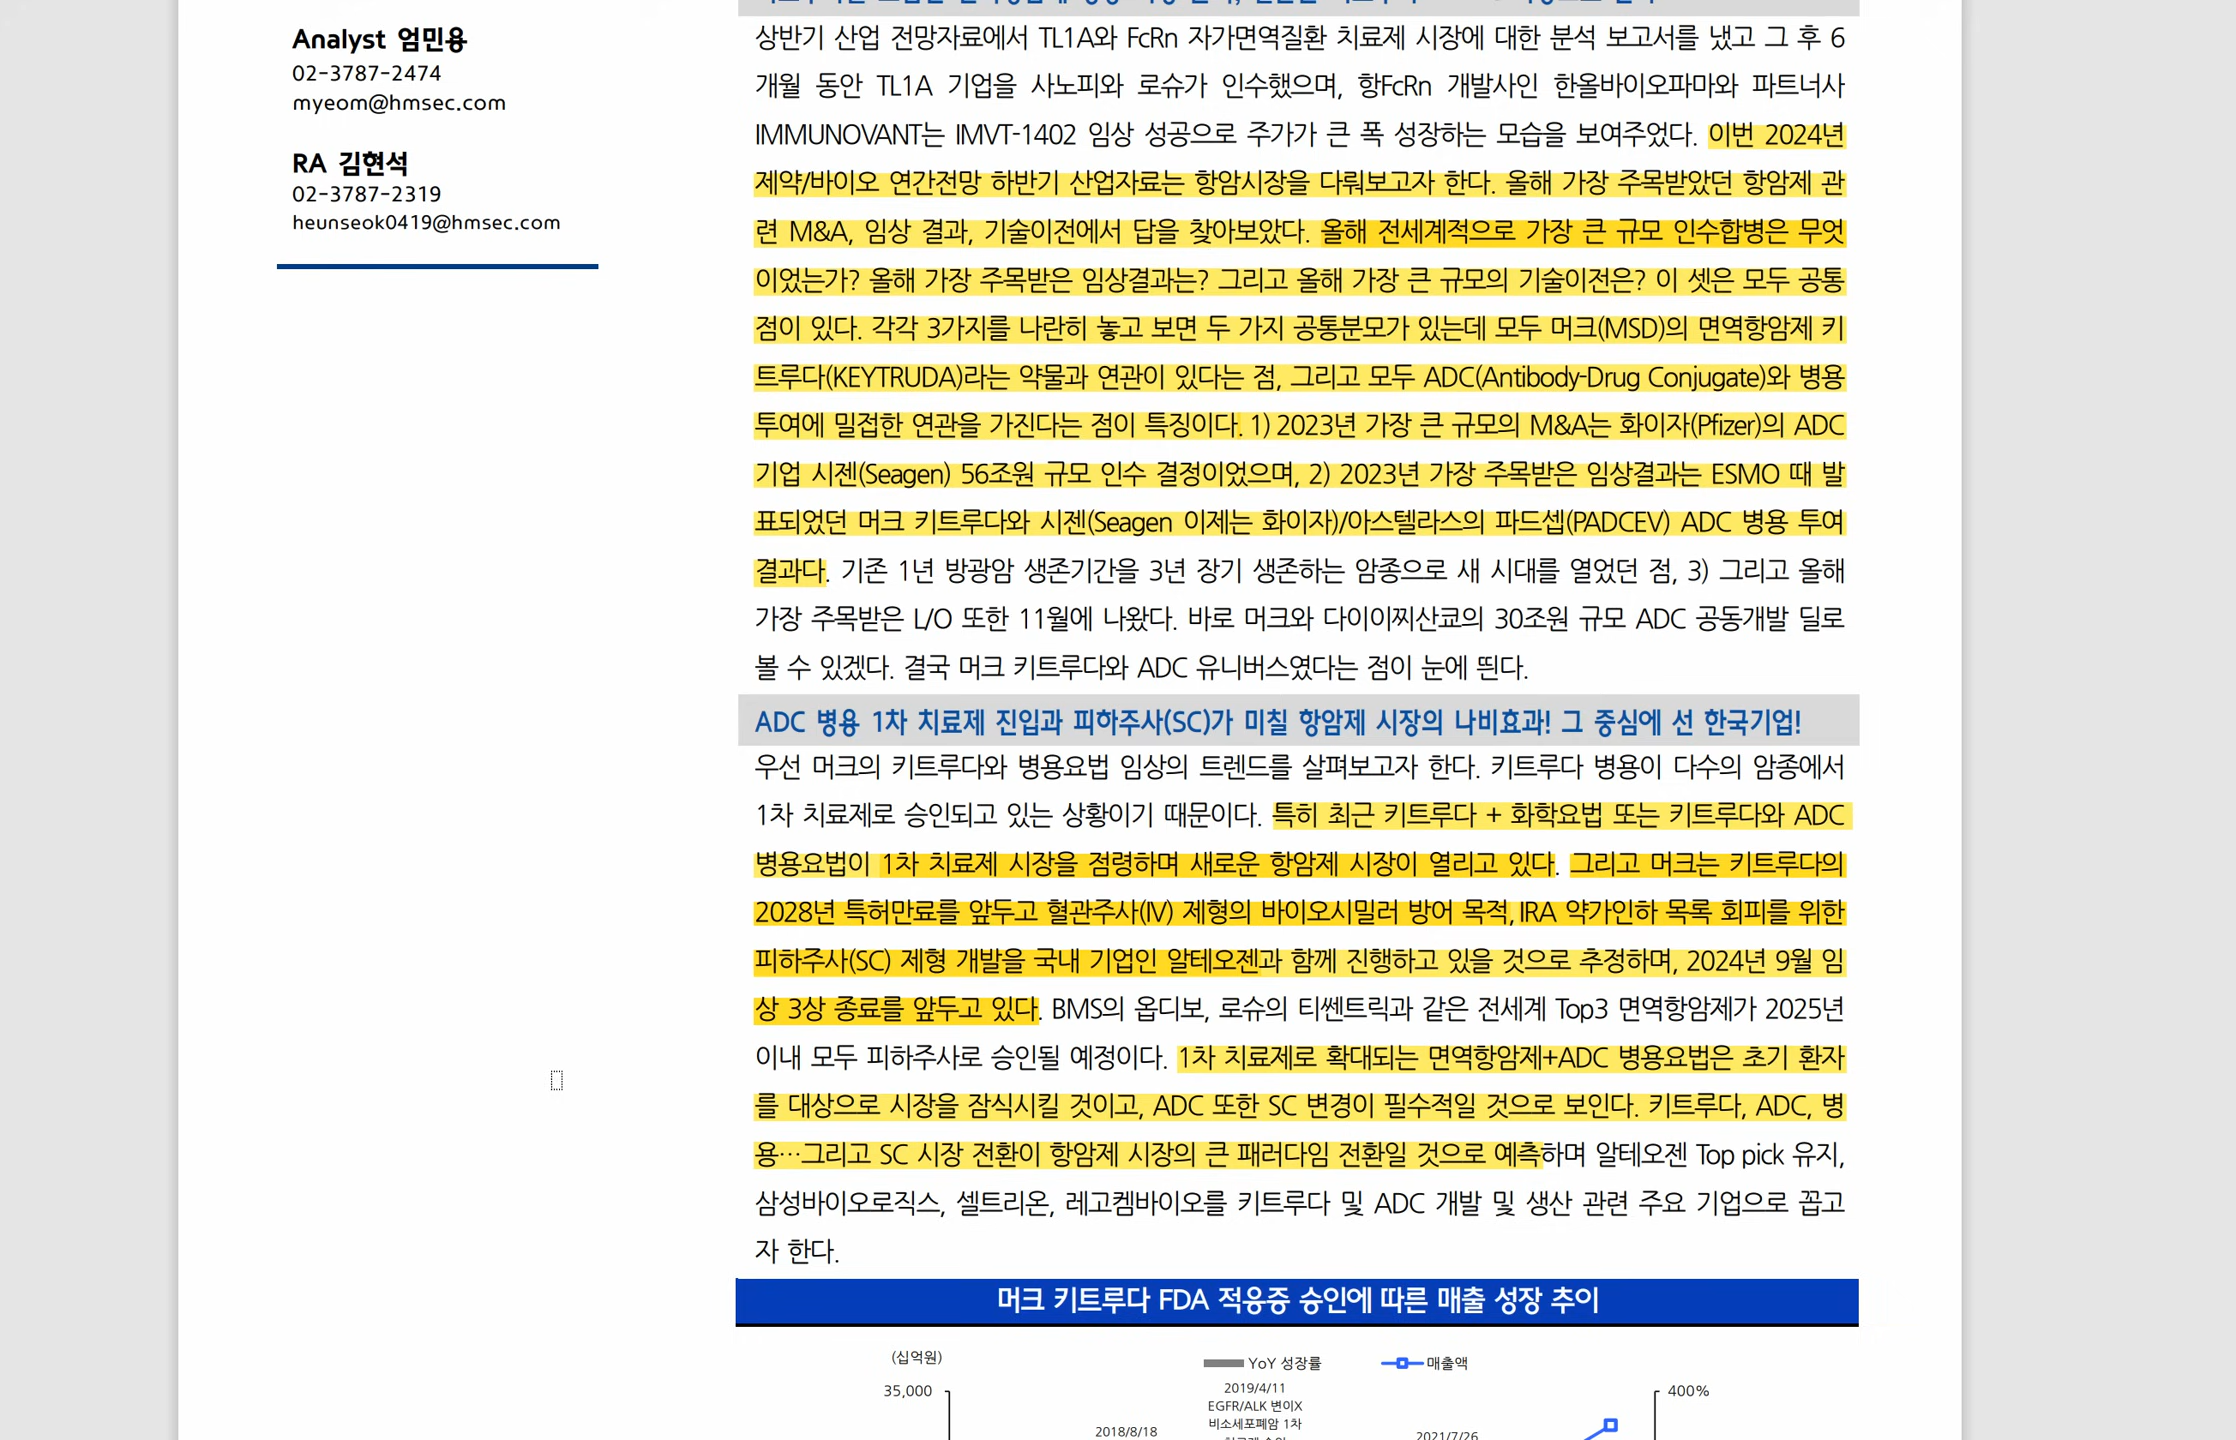 Analyst 엄민용
02-3787-2474
myeom@hmsec.com
RA 김현석
02-3787-2319
heunseok0419@hmsec.com
상반기 산업 전망자료에서 TL1A와 FcRn 자가면역질환 치료제 시장에 대한 분석 보고서를 냈고 그 후 6
개월 동안 TL1A 기업을 사노피와 로슈가 인수했으며, 항FcRn 개발사인 한올바이오파마와 파트너사
IMMUNOVANT는 IMVT-1402 임상 성공으로 주가가 큰 폭 성장하는 모습을 보여주었다. 이번 2024년
제약/바이오 연간전망 하반기 산업자료는 항암시장을 다뤄보고자 한다. 올해 가장 주목받았던 항암제 관
련 M&A, 임상 결과, 기술이전에서 답을 찾아보았다. 올해 전세계적으로 가장 큰 규모 인수합병은 무엇
이었는가? 올해 가장 주목받은 임상결과는? 그리고 올해 가장 큰 규모의 기술이전은? 이 셋은 모두 공통
점이 있다. 각각 3가지를 나란히 놓고 보면 두 가지 공통분모가 있는데 모두 머크(MSD)의 면역항암제 키
트루다(KEYTRUDA)라는 약물과 연관이 있다는 점, 그리고 모두 ADC(Antibody-Drug Conjugate)와 병용
투여에 밀접한 연관을 가진다는 점이 특징이다. 1) 2023년 가장 큰 규모의 M&A는 화이자(Pfizer)의 ADC
기업 시젠(Seagen) 56조원 규모 인수 결정이었으며, 2) 2023년 가장 주목받은 임상결과는 ESMO 때 발
표되었던 머크 키트루다와 시젠(Seagen 이제는 화이자)/아스텔라스의 파드셉(PADCEV) ADC 병용 투여
결과다. 기존 1년 방광암 생존기간을 3년 장기 생존하는 암종으로 새 시대를 열었던 점, 3) 그리고 올해
가장 주목받은 L/O 또한 11월에 나왔다. 바로 머크와 다이이찌산쿄의 30조원 규모 ADC 공동개발 딜로
볼 수 있겠다. 결국 머크 키트루다와 ADC 유니버스였다는 점이 눈에 띈다.
ADC 병용 1차 치료제 진입과 피하주사(SC)가 미칠 항암제 시장의 나비효과! 그 중심에 선 한국기업!
우선 머크의 키트루다와 병용요법 임상의 트렌드를 살펴보고자 한다. 키트루다 병용이 다수의 암종에서
1차 치료제로 승인되고 있는 상황이기 때문이다. 특히 최근 키트루다 + 화학요법 또는 키트루다와 ADC
병용요법이 1차 치료제 시장을 점령하며 새로운 항암제 시장이 열리고 있다. 그리고 머크는 키트루다의
2028년 특허만료를 앞두고 혈관주사(IV) 제형의 바이오시밀러 방어 목적, IRA 약가인하 목록 회피를 위한
피하주사(SC) 제형 개발을 국내 기업인 알테오젠과 함께 진행하고 있을 것으로 추정하며, 2024년 9월 임
상 3상 종료를 앞두고 있다. BMS의 옵디보, 로슈의 티쎈트릭과 같은 전세계 Top3 면역항암제가 2025년
이내 모두 피하주사로 승인될 예정이다. 1차 치료제로 확대되는 면역항암제+ADC 병용요법은 초기 환자
를 대상으로 시장을 잠식시킬 것이고, ADC 또한 SC 변경이 필수적일 것으로 보인다. 키트루다, ADC, 병
용…그리고 SC 시장 전환이 항암제 시장의 큰 패러다임 전환일 것으로 예측하며 알테오젠 Top pick 유지,
삼성바이오로직스, 셀트리온, 레고켐바이오를 키트루다 및 ADC 개발 및 생산 관련 주요 기업으로 꼽고
자 한다.
머크 키트루다 FDA 적응증 승인에 따른 매출 성장 추이
(십억원)
YoY 성장률
매출액
35,000
400%
2019/4/11
EGFR/ALK 변이X
비소세포폐암 1차
2018/8/18
2021/7/26